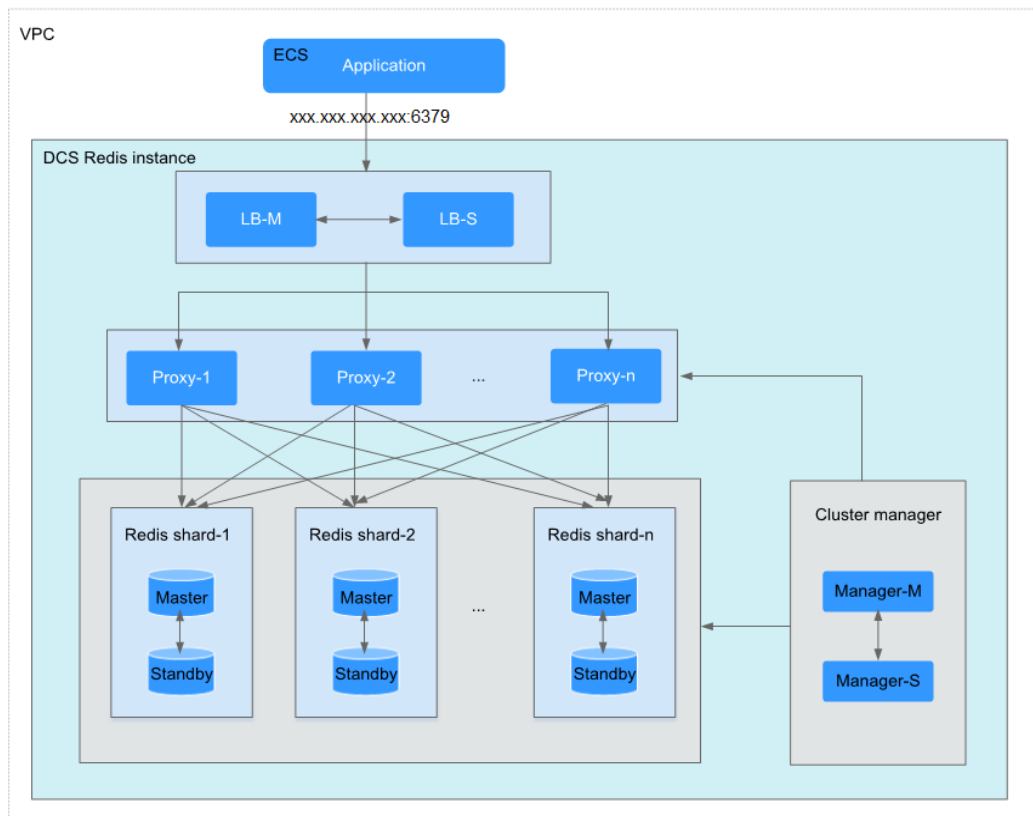 VPC
ECS
Application
xxx.xxx.xxx.xxx:6379
DCS Redis instance
LB-M
LB-S
Proxy-1
Proxy-2
...
Proxy-n
Redis shard-1
Redis shard-2
Redis shard-n
Cluster manager
Master
Master
...
Master
Manager-M
Standby
Standby
Standby
Manager-S